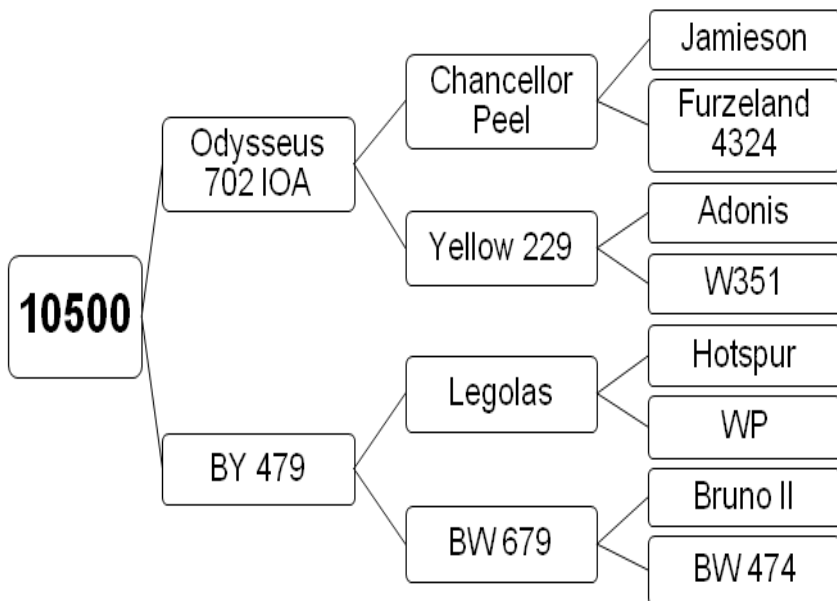 10500
Odysseus
702 IOA
BY 479
Chancellor
Peel
Yellow 229
Legolas
BW 679
Jamieson
Furzeland
4324
Adonis
W351
Hotspur
WP
Bruno II
BW 474